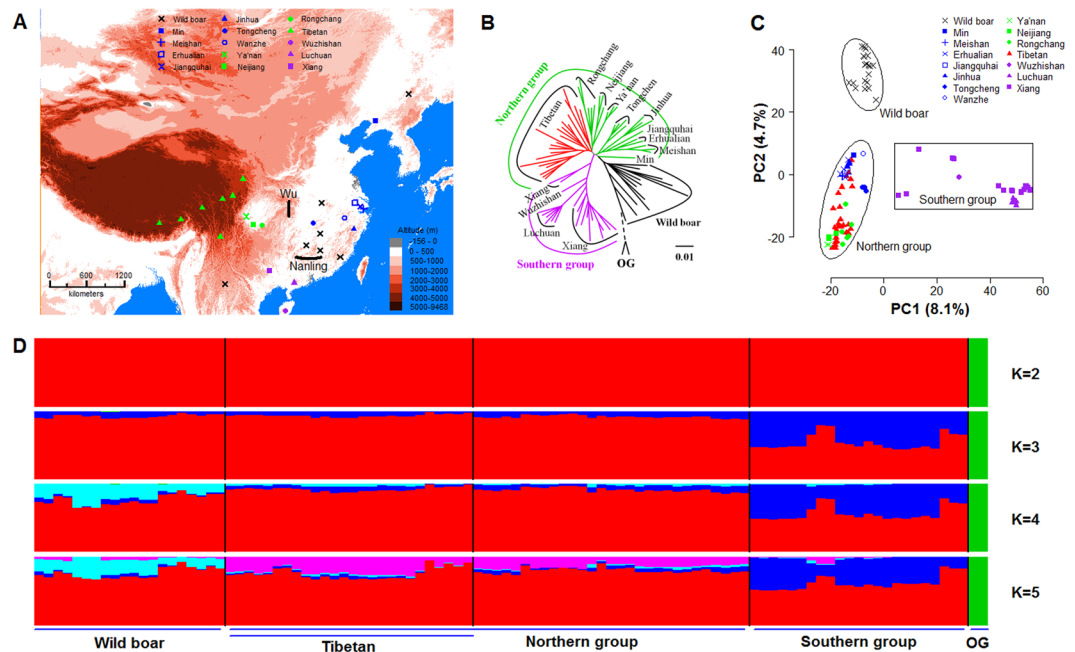 A
Wild boar
Min
Meishan
Erhualian
Jiangquhai
Jinhua
Tongcheng
Wanzhe
Ya'nan
Neijiang
Rongchang
Tibetan
Wuzhishan
Luchuan
Xiang
Wu
Nanling
0 600 1200
kilometers
Altitude (m)
-156 - 0
0 - 500
500-1000
1000-2000
2000-3000
3000-4000
4000-5000
5000-9468
B
Northern group
Tibetan
Rongchang
Neijiang
Ya'nan
Tongchen
Jinhua
Jiangquhai
Erhualian
Meishan
Min
Wild boar
Xiang
Wuzhishan
Luchuan
Xiang
Southern group
OG
0.01
C
Wild boar
Min
Meishan
Erhualian
Jiangquhai
Jinhua
Tongcheng
Wanzhe
Ya'nan
Neijiang
Rongchang
Tibetan
Wuzhishan
Luchuan
Xiang
PC2 (4.7%)
40
20
0
-20
Wild boar
Southern group
Northern group
-20 0 20 40 60
PC1 (8.1%)
D
K=2
K=3
K=4
K=5
Wild boar
Tibetan
Northern group
Southern group
OG